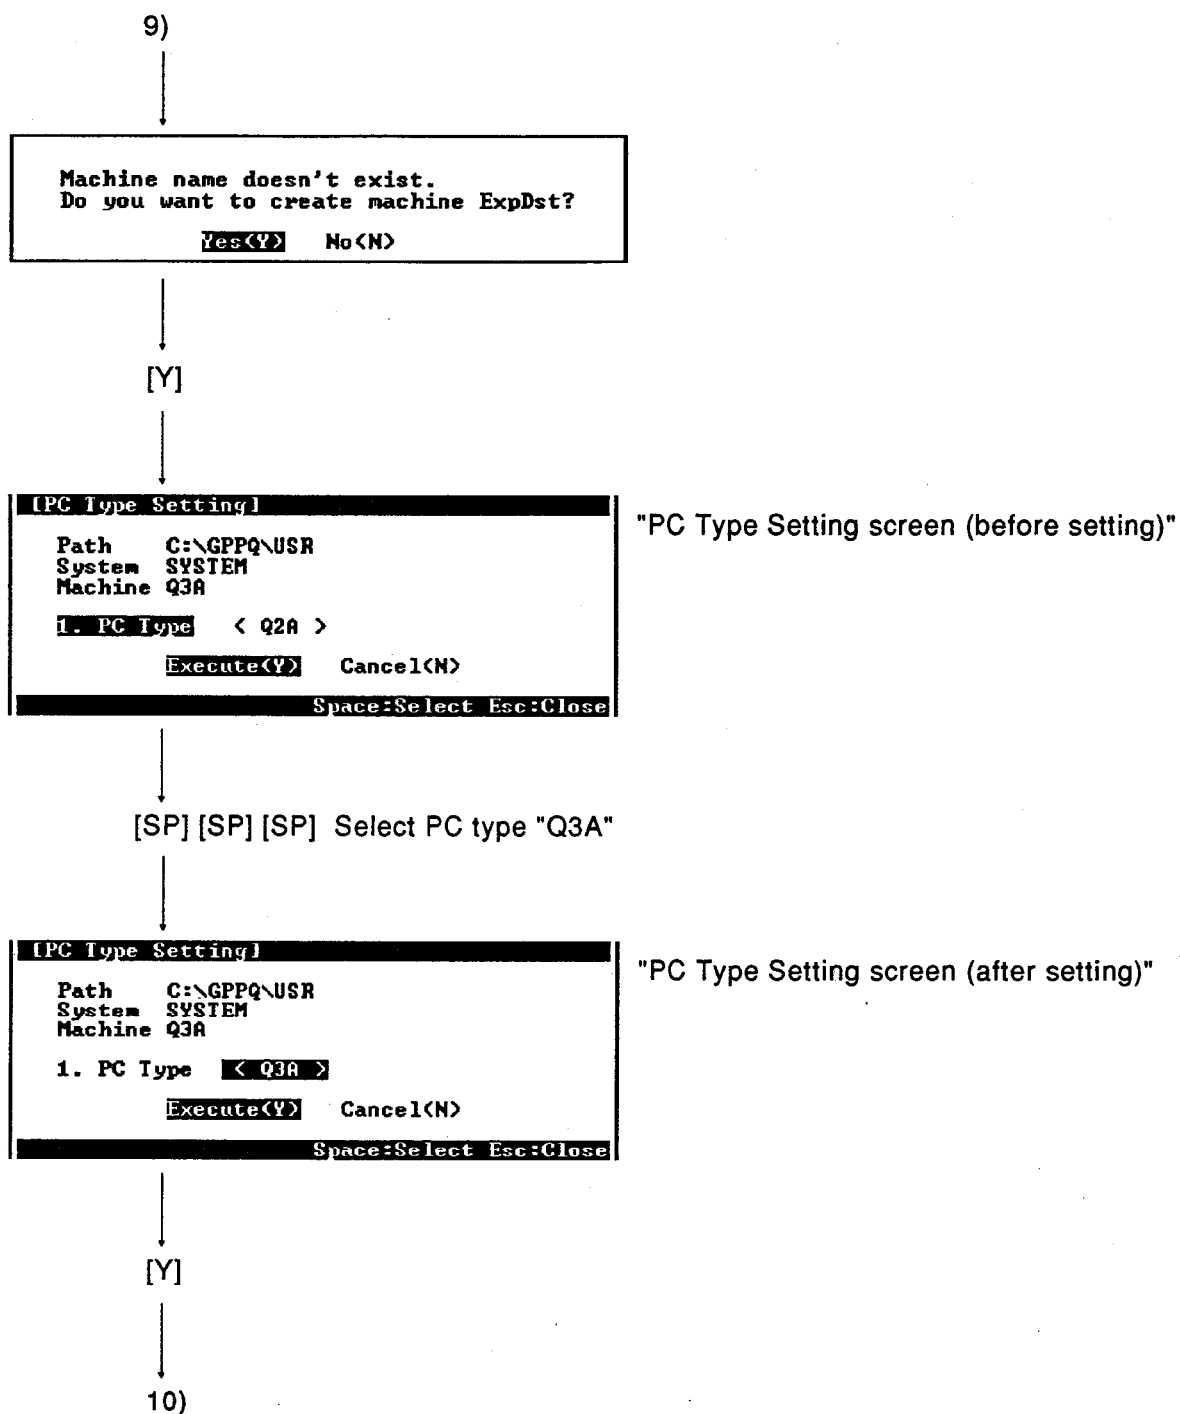 9)
Machine name doesn't exist.
Do you want to create machine ExpDst?
Yes(Y) No(N)
[Y]
[PC Type Setting]
"PC Type Setting screen (before setting)"
Path C:\GPPQ\USR
System SYSTEM
Machine Q3A
1. PC Type < Q2A >
Execute(Y) Cancel(N)
Space:Select Esc:Close
[SP] [SP] [SP] Select PC type "Q3A"
[PC Type Setting]
"PC Type Setting screen (after setting)"
Path C:\GPPQ\USR
System SYSTEM
Machine Q3A
1. PC Type < Q3A >
Execute(Y) Cancel(N)
Space:Select Esc:Close
[Y]
10)